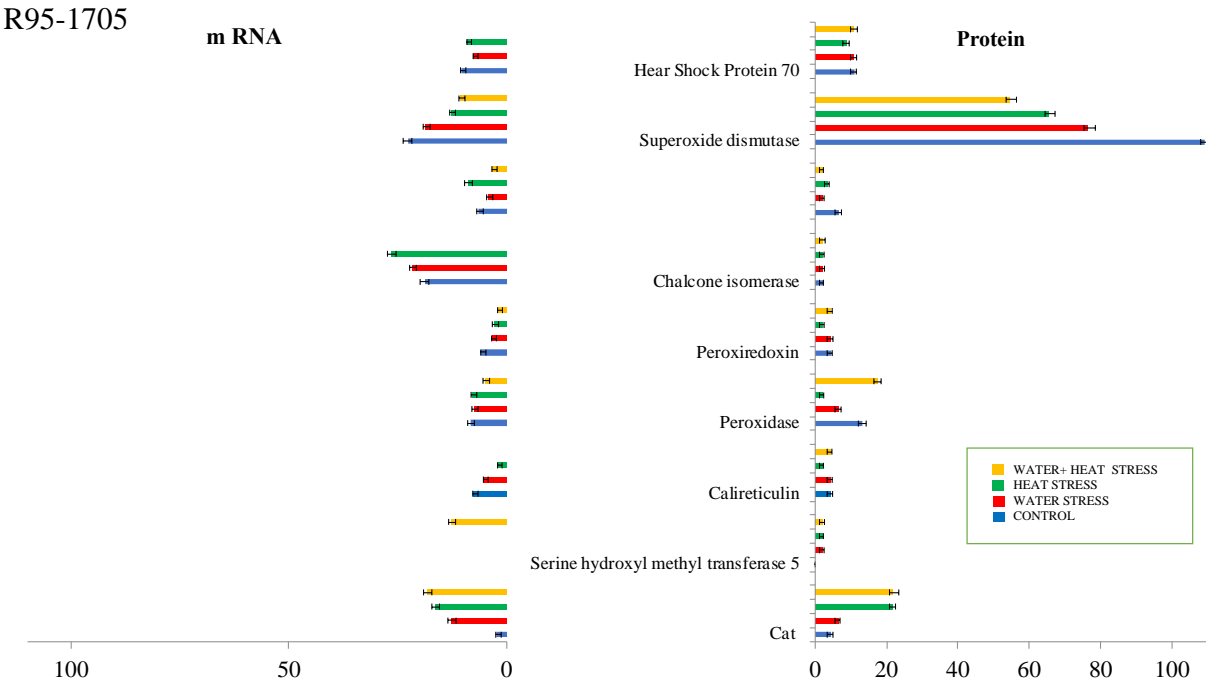 R95-1705
m RNA
Protein
Hear Shock Protein 70
Superoxide dismutase
Chalcone isomerase
Peroxiredoxin
Peroxidase
Calireticulin
Serine hydroxyl methyl transferase 5
Cat
WATER+ HEAT STRESS
HEAT STRESS
WATER STRESS
CONTROL
100 50 0
0 20 40 60 80 100